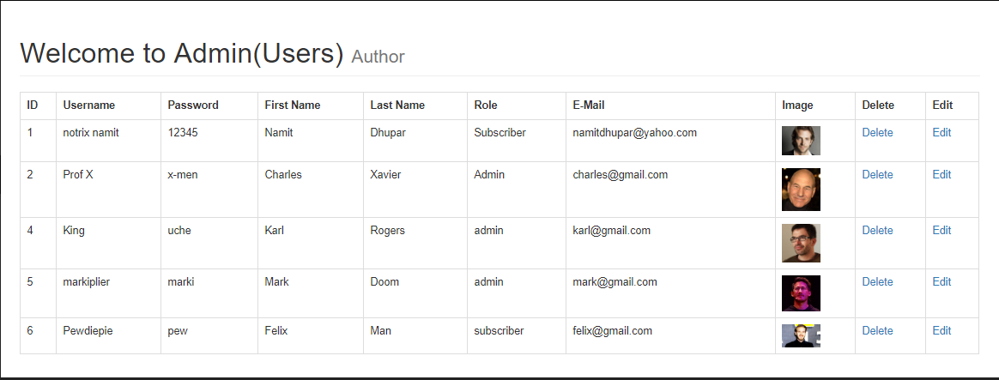 Welcome to Admin(Users) Author
ID Username Password First Name Last Name Role E-Mail Image Delete Edit
1 notrix namit 12345 Namit Dhupar Subscriber namitdhupar@yahoo.com Delete Edit
2 Prof X x-men Charles Xavier Admin charles@gmail.com Delete Edit
4 King uche Karl Rogers admin karl@gmail.com Delete Edit
5 markiplier marki Mark Doom admin mark@gmail.com Delete Edit
6 Pewdiepie pew Felix Man subscriber felix@gmail.com Delete Edit